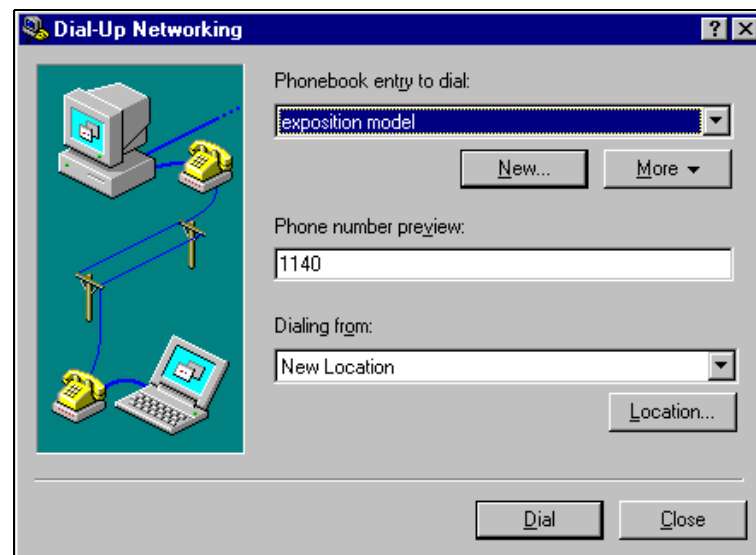 Dial-Up Networking
Phonebook entry to dial:
exposition model
New... More
Phone number preview:
1140
Dialing from:
New Location
Location...
Dial Close